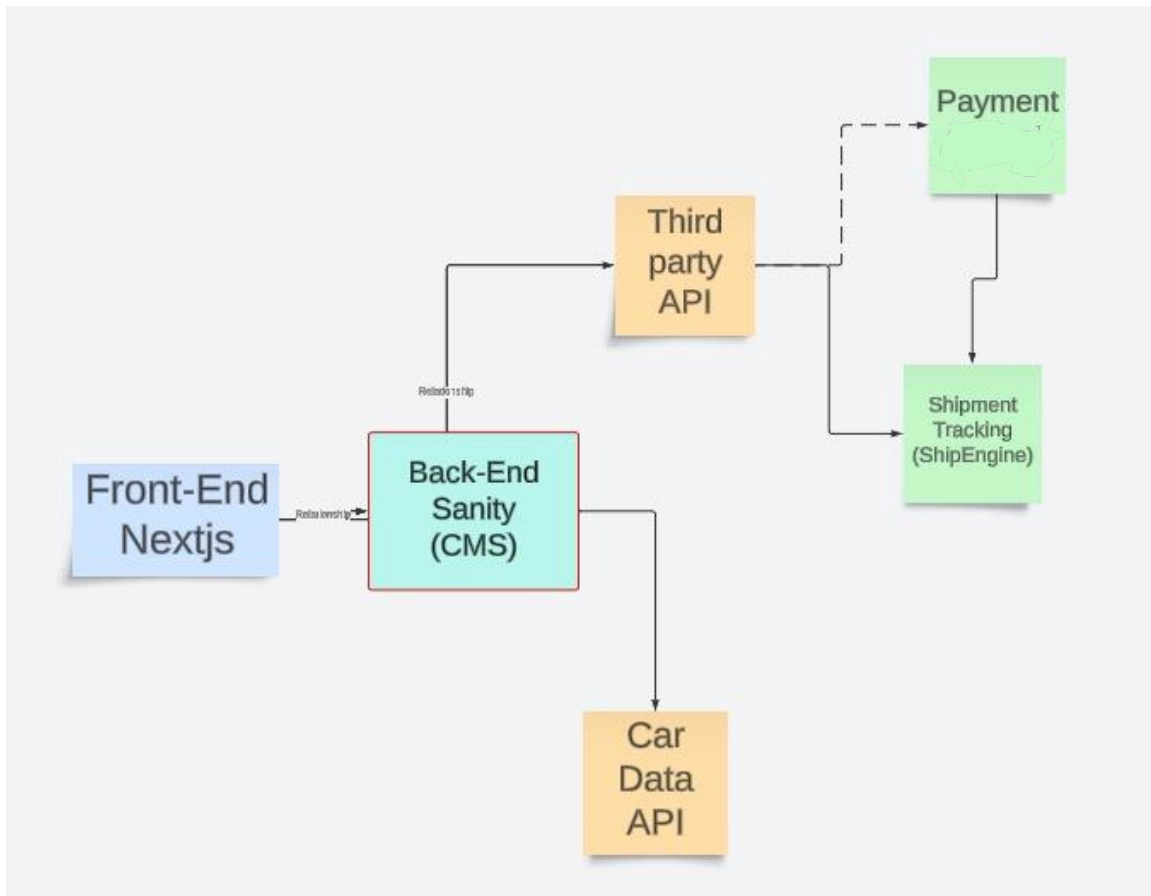 Payment
Third
party
API
Relationship
Shipment
Tracking
(ShipEngine)
Front-End
Nextjs
Relationship
Back-End
Sanity
(CMS)
Car
Data
API